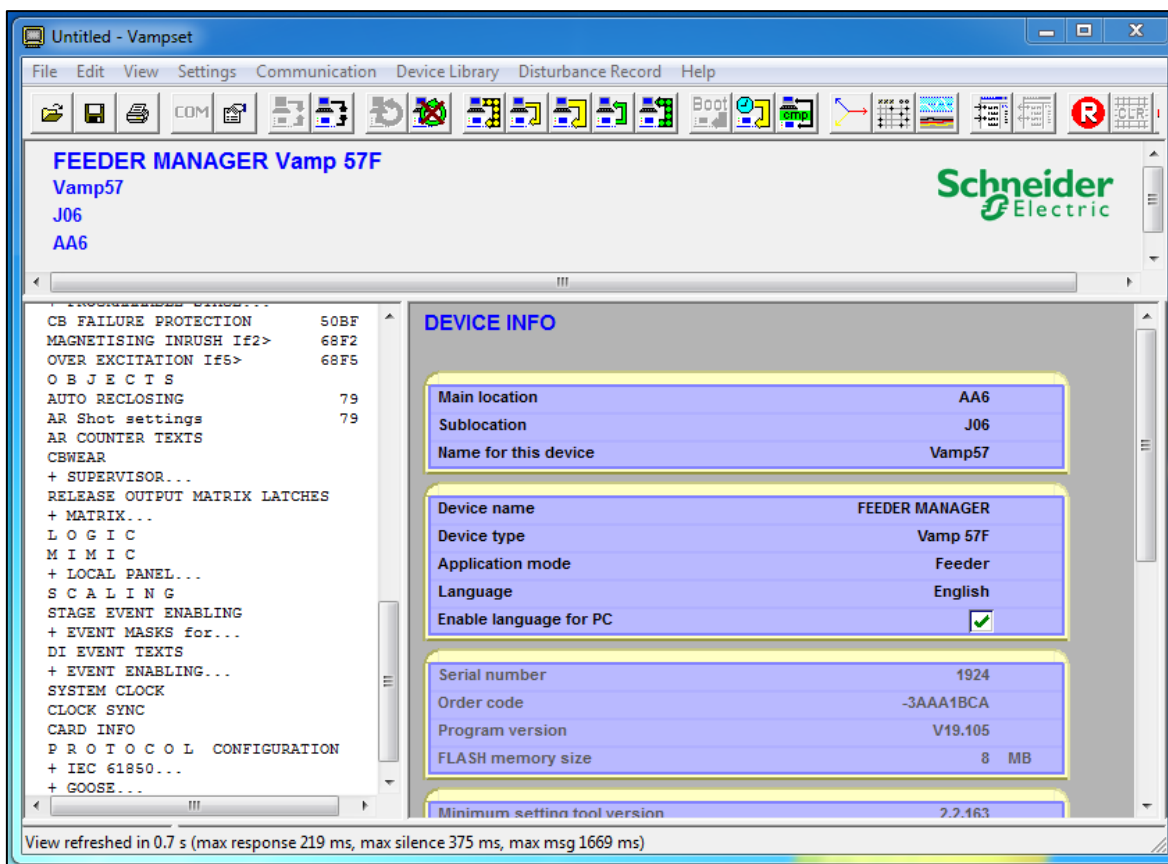 Untitled - Vampset
File Edit View Settings Communication Device Library Disturbance Record Help
COM Boot cmp R CLR
FEEDER MANAGER Vamp 57F
Vamp57
J06
AA6
Schneider
Electric
+ PROGRAMMABLE STAGE...
CB FAILURE PROTECTION 50BF
MAGNETISING INRUSH If2> 68F2
OVER EXCITATION If5> 68F5
O B J E C T S
AUTO RECLOSING 79
AR Shot settings 79
AR COUNTER TEXTS
CBWEAR
+ SUPERVISOR...
RELEASE OUTPUT MATRIX LATCHES
+ MATRIX...
L O G I C
M I M I C
+ LOCAL PANEL...
S C A L I N G
STAGE EVENT ENABLING
+ EVENT MASKS for...
DI EVENT TEXTS
+ EVENT ENABLING...
SYSTEM CLOCK
CLOCK SYNC
CARD INFO
P R O T O C O L CONFIGURATION
+ IEC 61850...
+ GOOSE...
DEVICE INFO
Main location AA6
Sublocation J06
Name for this device Vamp57
Device name FEEDER MANAGER
Device type Vamp 57F
Application mode Feeder
Language English
Enable language for PC
Serial number 1924
Order code -3AAA1BCA
Program version V19.105
FLASH memory size 8 MB
Minimum setting tool version 2.2.163
View refreshed in 0.7 s (max response 219 ms, max silence 375 ms, max msg 1669 ms)